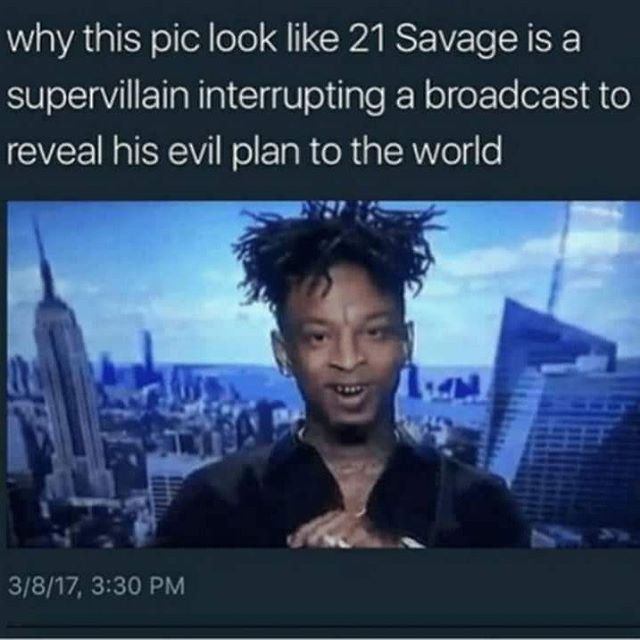 why this pic look like 21 Savage is a
supervillain interrupting a broadcast to
reveal his evil plan to the world
3/8/17, 3:30 PM